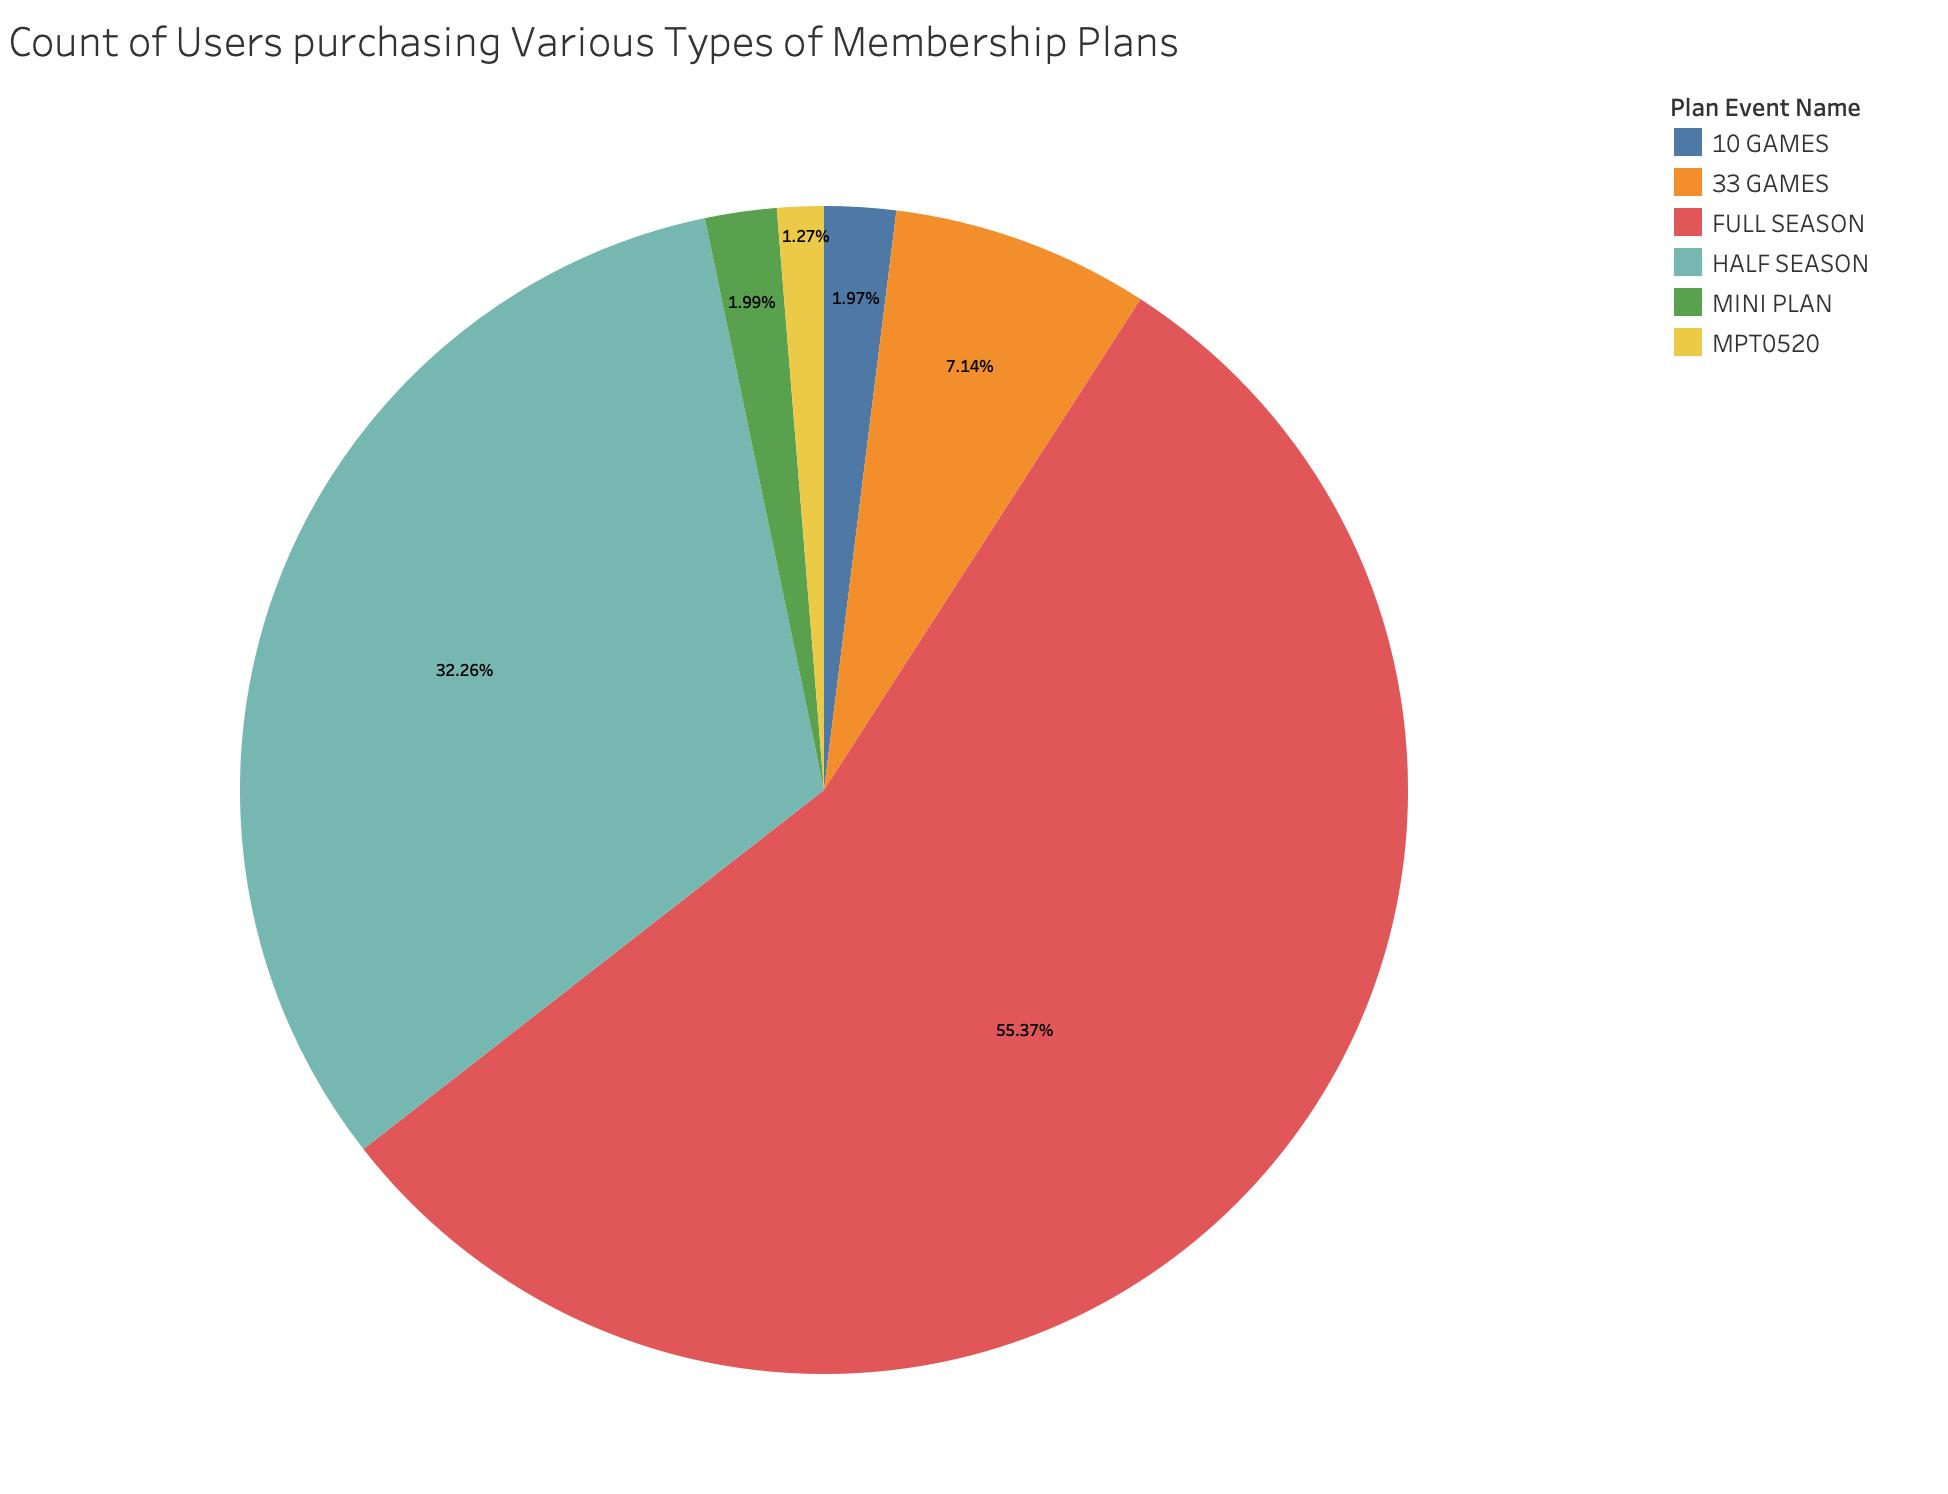 Count of Users purchasing Various Types of Membership Plans
Plan Event Name
10 GAMES
33 GAMES
FULL SEASON
HALF SEASON
MINI PLAN
MPT0520
1.27%
1.97%
1.99%
7.14%
32.26%
55.37%